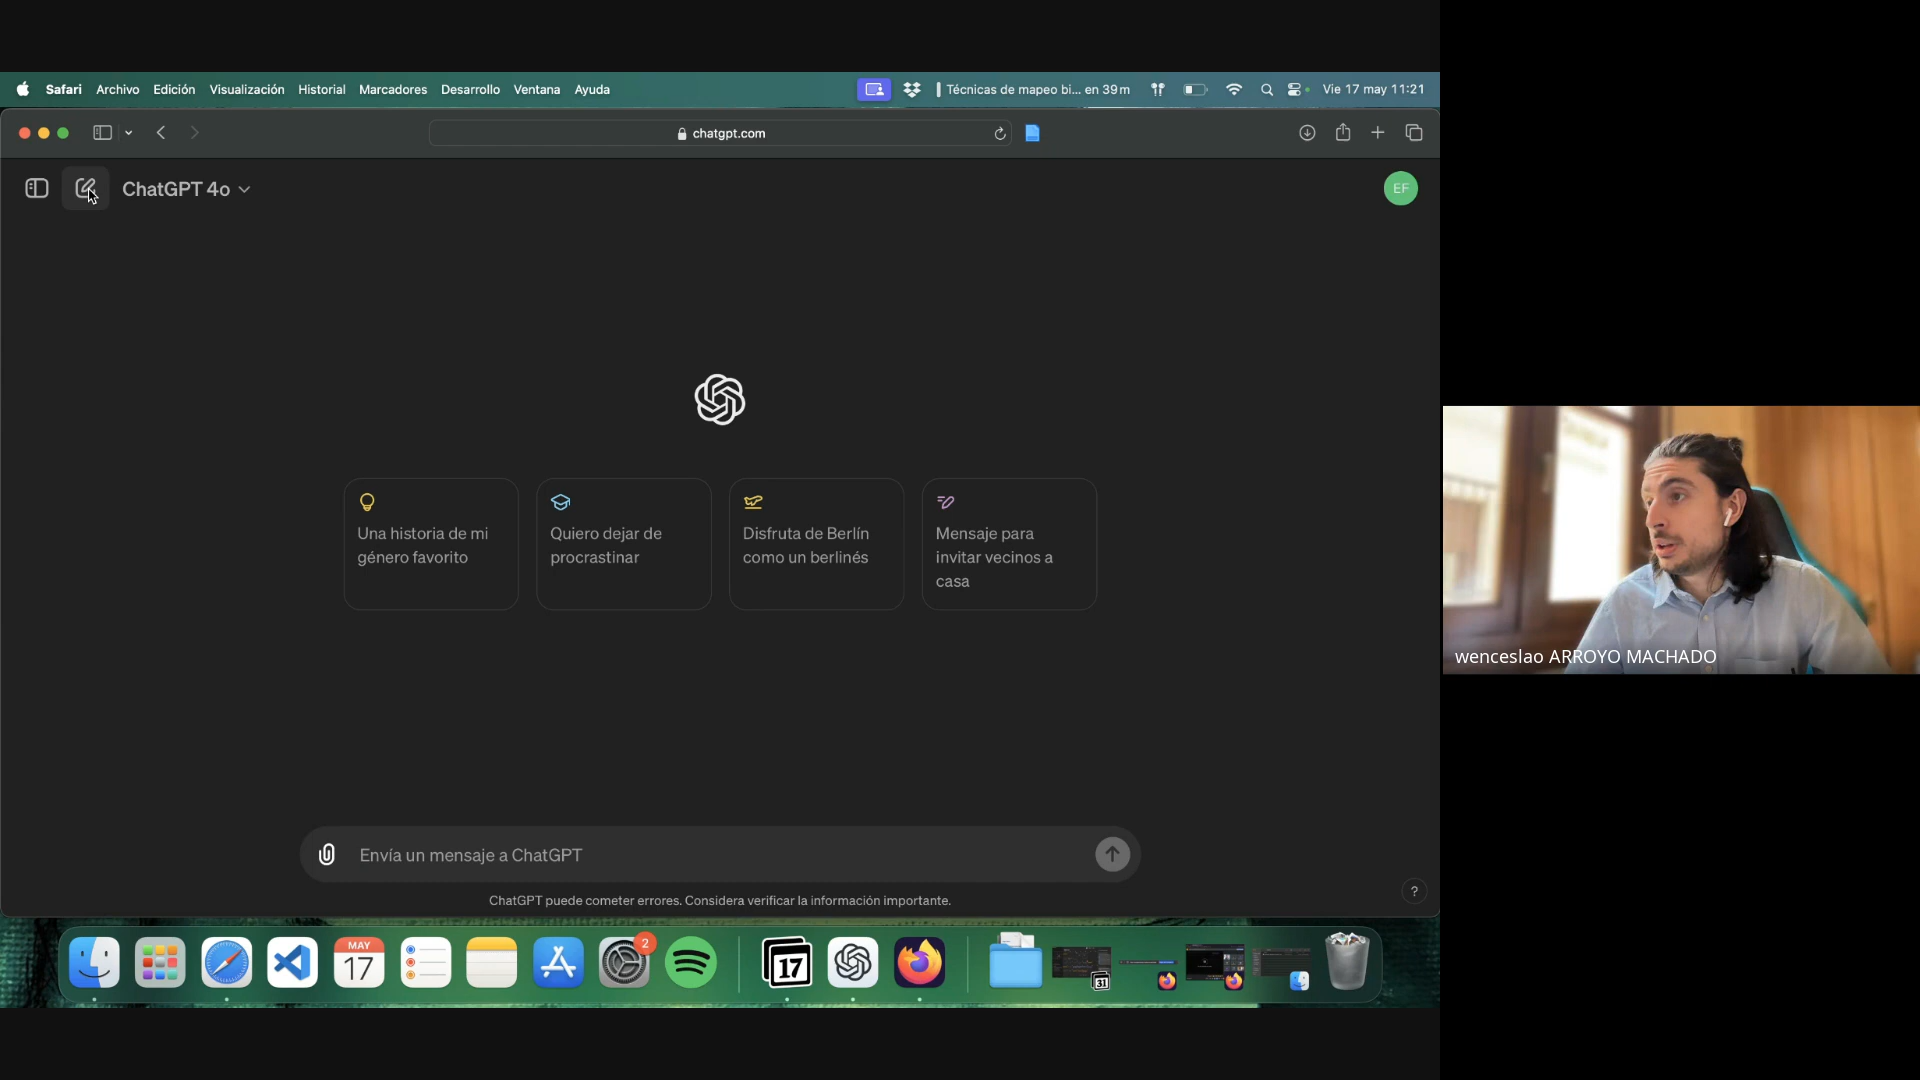 Safari Archivo Edición Visualización Historial Marcadores Desarrollo Ventana Ayuda
Técnicas de mapeo bi... en 39 m
Vie 17 may 11:21
chatgpt.com
ChatGPT 4o
EF
Una historia de mi
género favorito
Quiero dejar de
procrastinar
Disfruta de Berlín
como un berlinés
Mensaje para
invitar vecinos a
casa
wenceslao ARROYO MACHADO
Envía un mensaje a ChatGPT
ChatGPT puede cometer errores. Considera verificar la información importante.
?
MAY
17
2
17
31